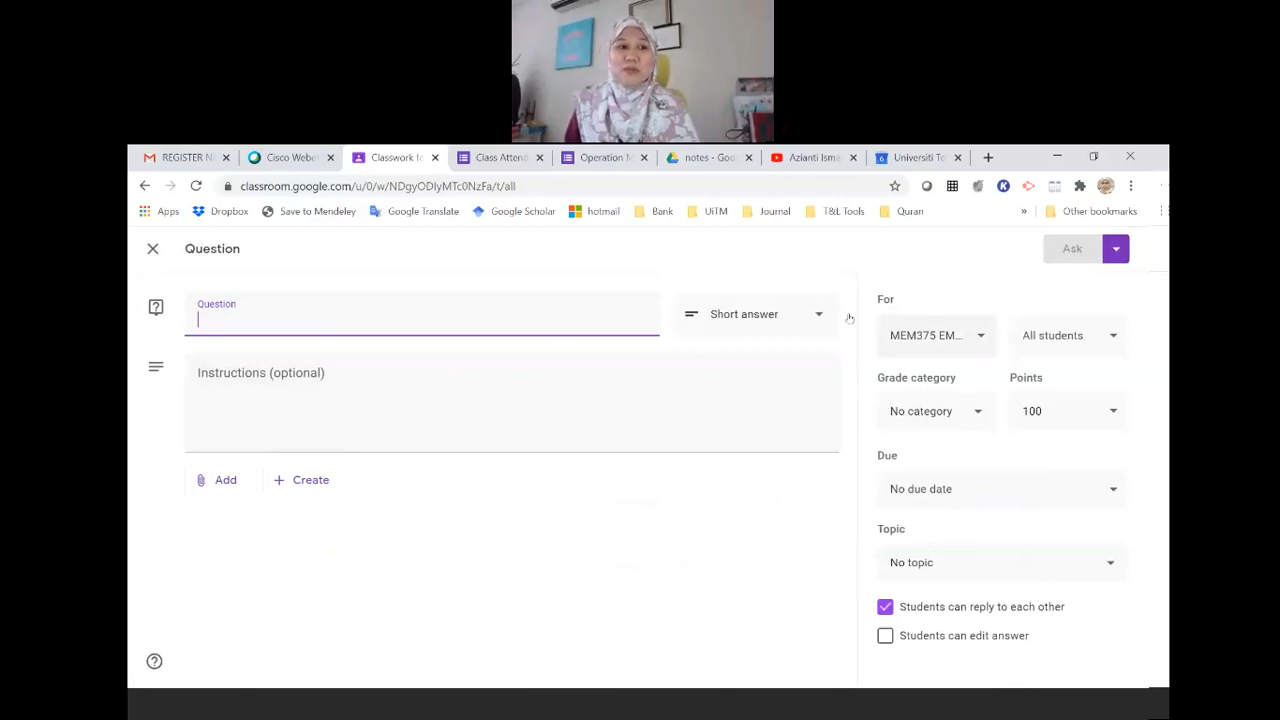 REGISTER N
Cisco Webe
Classwork
Class Attend
Operation M
notes - Goo
Azianti Isma
Universiti Te
classroom.google.com/u/0/w/NDgyODIyMTc0NzFa/t/all
Apps
Dropbox
Save to Mendeley
Google Translate
Google Scholar
hotmail
Bank
UiTM
Journal
T&L Tools
Quran
»
Other bookmarks
Question
Ask
Question
Short answer
For
MEM375 EM...
All students
Instructions (optional)
Grade category
Points
No category
100
Due
Add
Create
No due date
Topic
No topic
Students can reply to each other
Students can edit answer